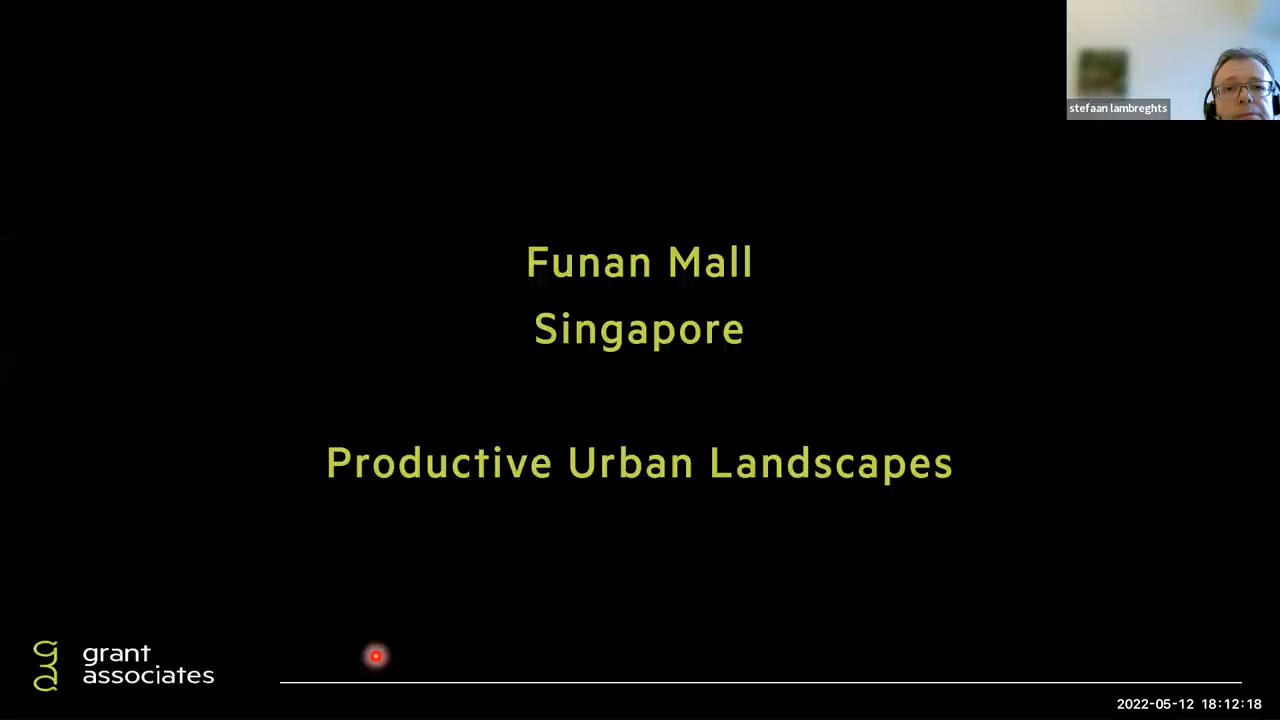 stefaan lambreghts
Funan Mall
Singapore
Productive Urban Landscapes
grant
associates
2022-05-12 18:12:18